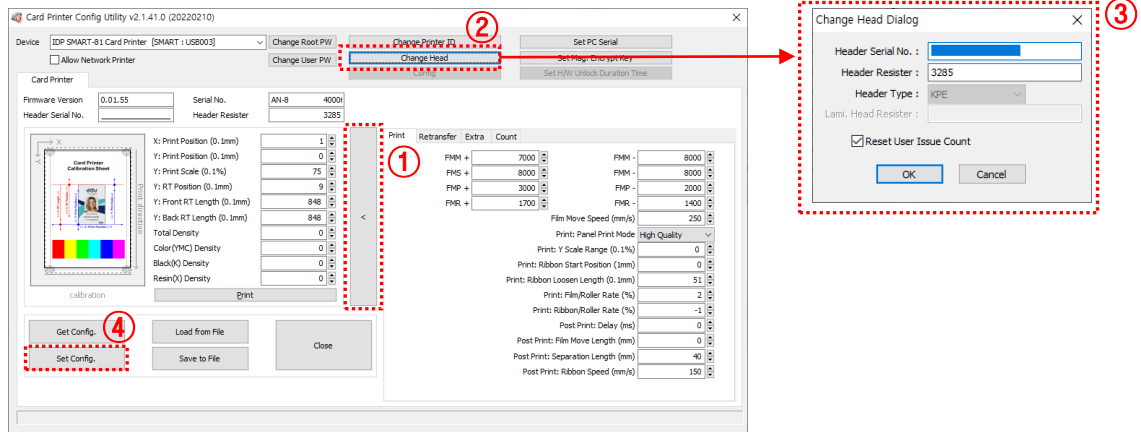 Card Printer Config Utility v2.1.41.0 (20220210)
②
③
Device IDP SMART-81 Card Printer [SMART : USB003] Change Root PW Change Printer ID Set PC Serial
Allow Network Printer Change User PW Change Head Set Mag. Encrypt Key
Config Set H/W Unlock Duration Time
Card Printer
Firmware Version 0.01.55 Serial No. AN-8 4000
Header Serial No. Header Resister 3285
X
Y
Card Printer
Calibration Sheet
Print direction
calibration
X: Print Position (0.1mm) 1
Y: Print Position (0.1mm) 0
Y: Print Scale (0.1%) 75
Y: RT Position (0.1mm) 9
Y: Front RT Length (0.1mm) 848
Y: Back RT Length (0.1mm) 848
Total Density 0
Color(YMC) Density 0
Black(K) Density 0
Resin(X) Density 0
Print
<
①
Print Retransfer Extra Count
FMM + 7000 FMM - 8000
FMS + 8000 FMM - 8000
FMP + 3000 FMP - 2000
FMR + 1700 FMR - 1400
Film Move Speed (mm/s) 250
Print: Panel Print Mode High Quality
Print: Y Scale Range (0.1%) 0
Print: Ribbon Start Position (1mm) 0
Print: Ribbon Loosen Length (0.1mm) 51
Print: Film/Roller Rate (%) 2
Print: Ribbon/Roller Rate (%) -1
Post Print: Delay (ms) 0
Post Print: Film Move Length (mm) 0
Post Print: Separation Length (mm) 40
Post Print: Ribbon Speed (mm/s) 150
④
Get Config. Load from File
Close
Set Config. Save to File
Change Head Dialog
Header Serial No. :
Header Resister : 3285
Header Type : KPE
Lami. Head Resister :
Reset User Issue Count
OK Cancel